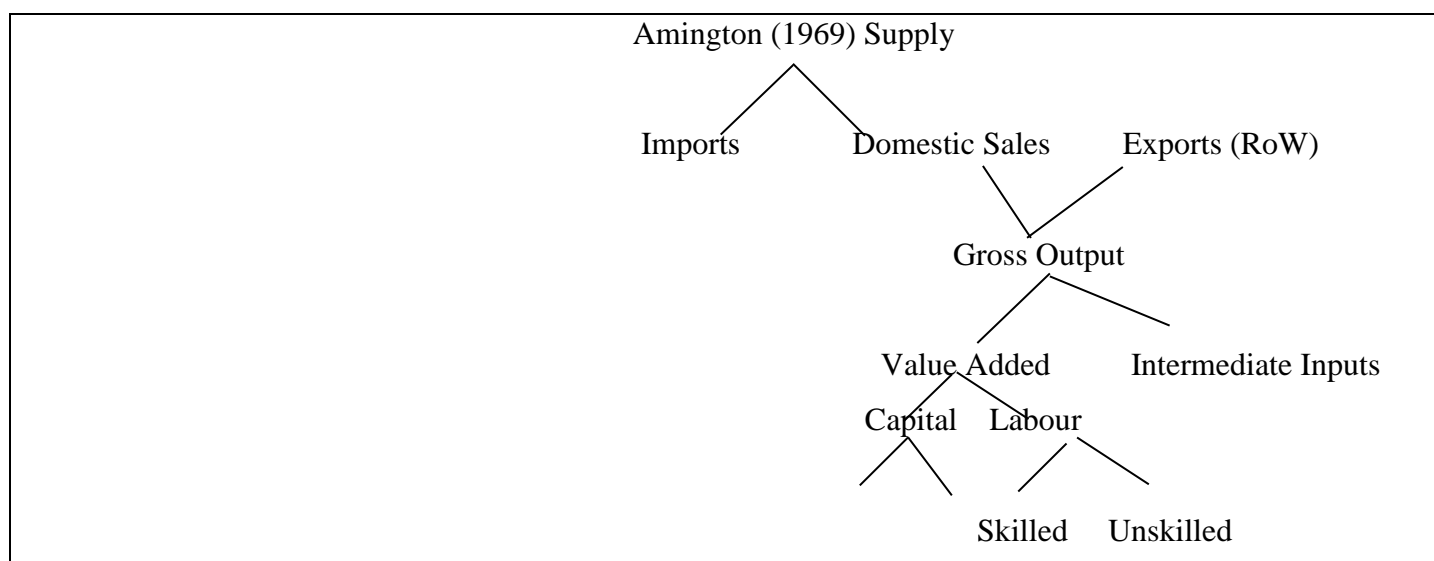 Amington (1969) Supply
Imports Domestic Sales Exports (RoW)
Gross Output
Value Added Intermediate Inputs
Capital Labour
Skilled Unskilled